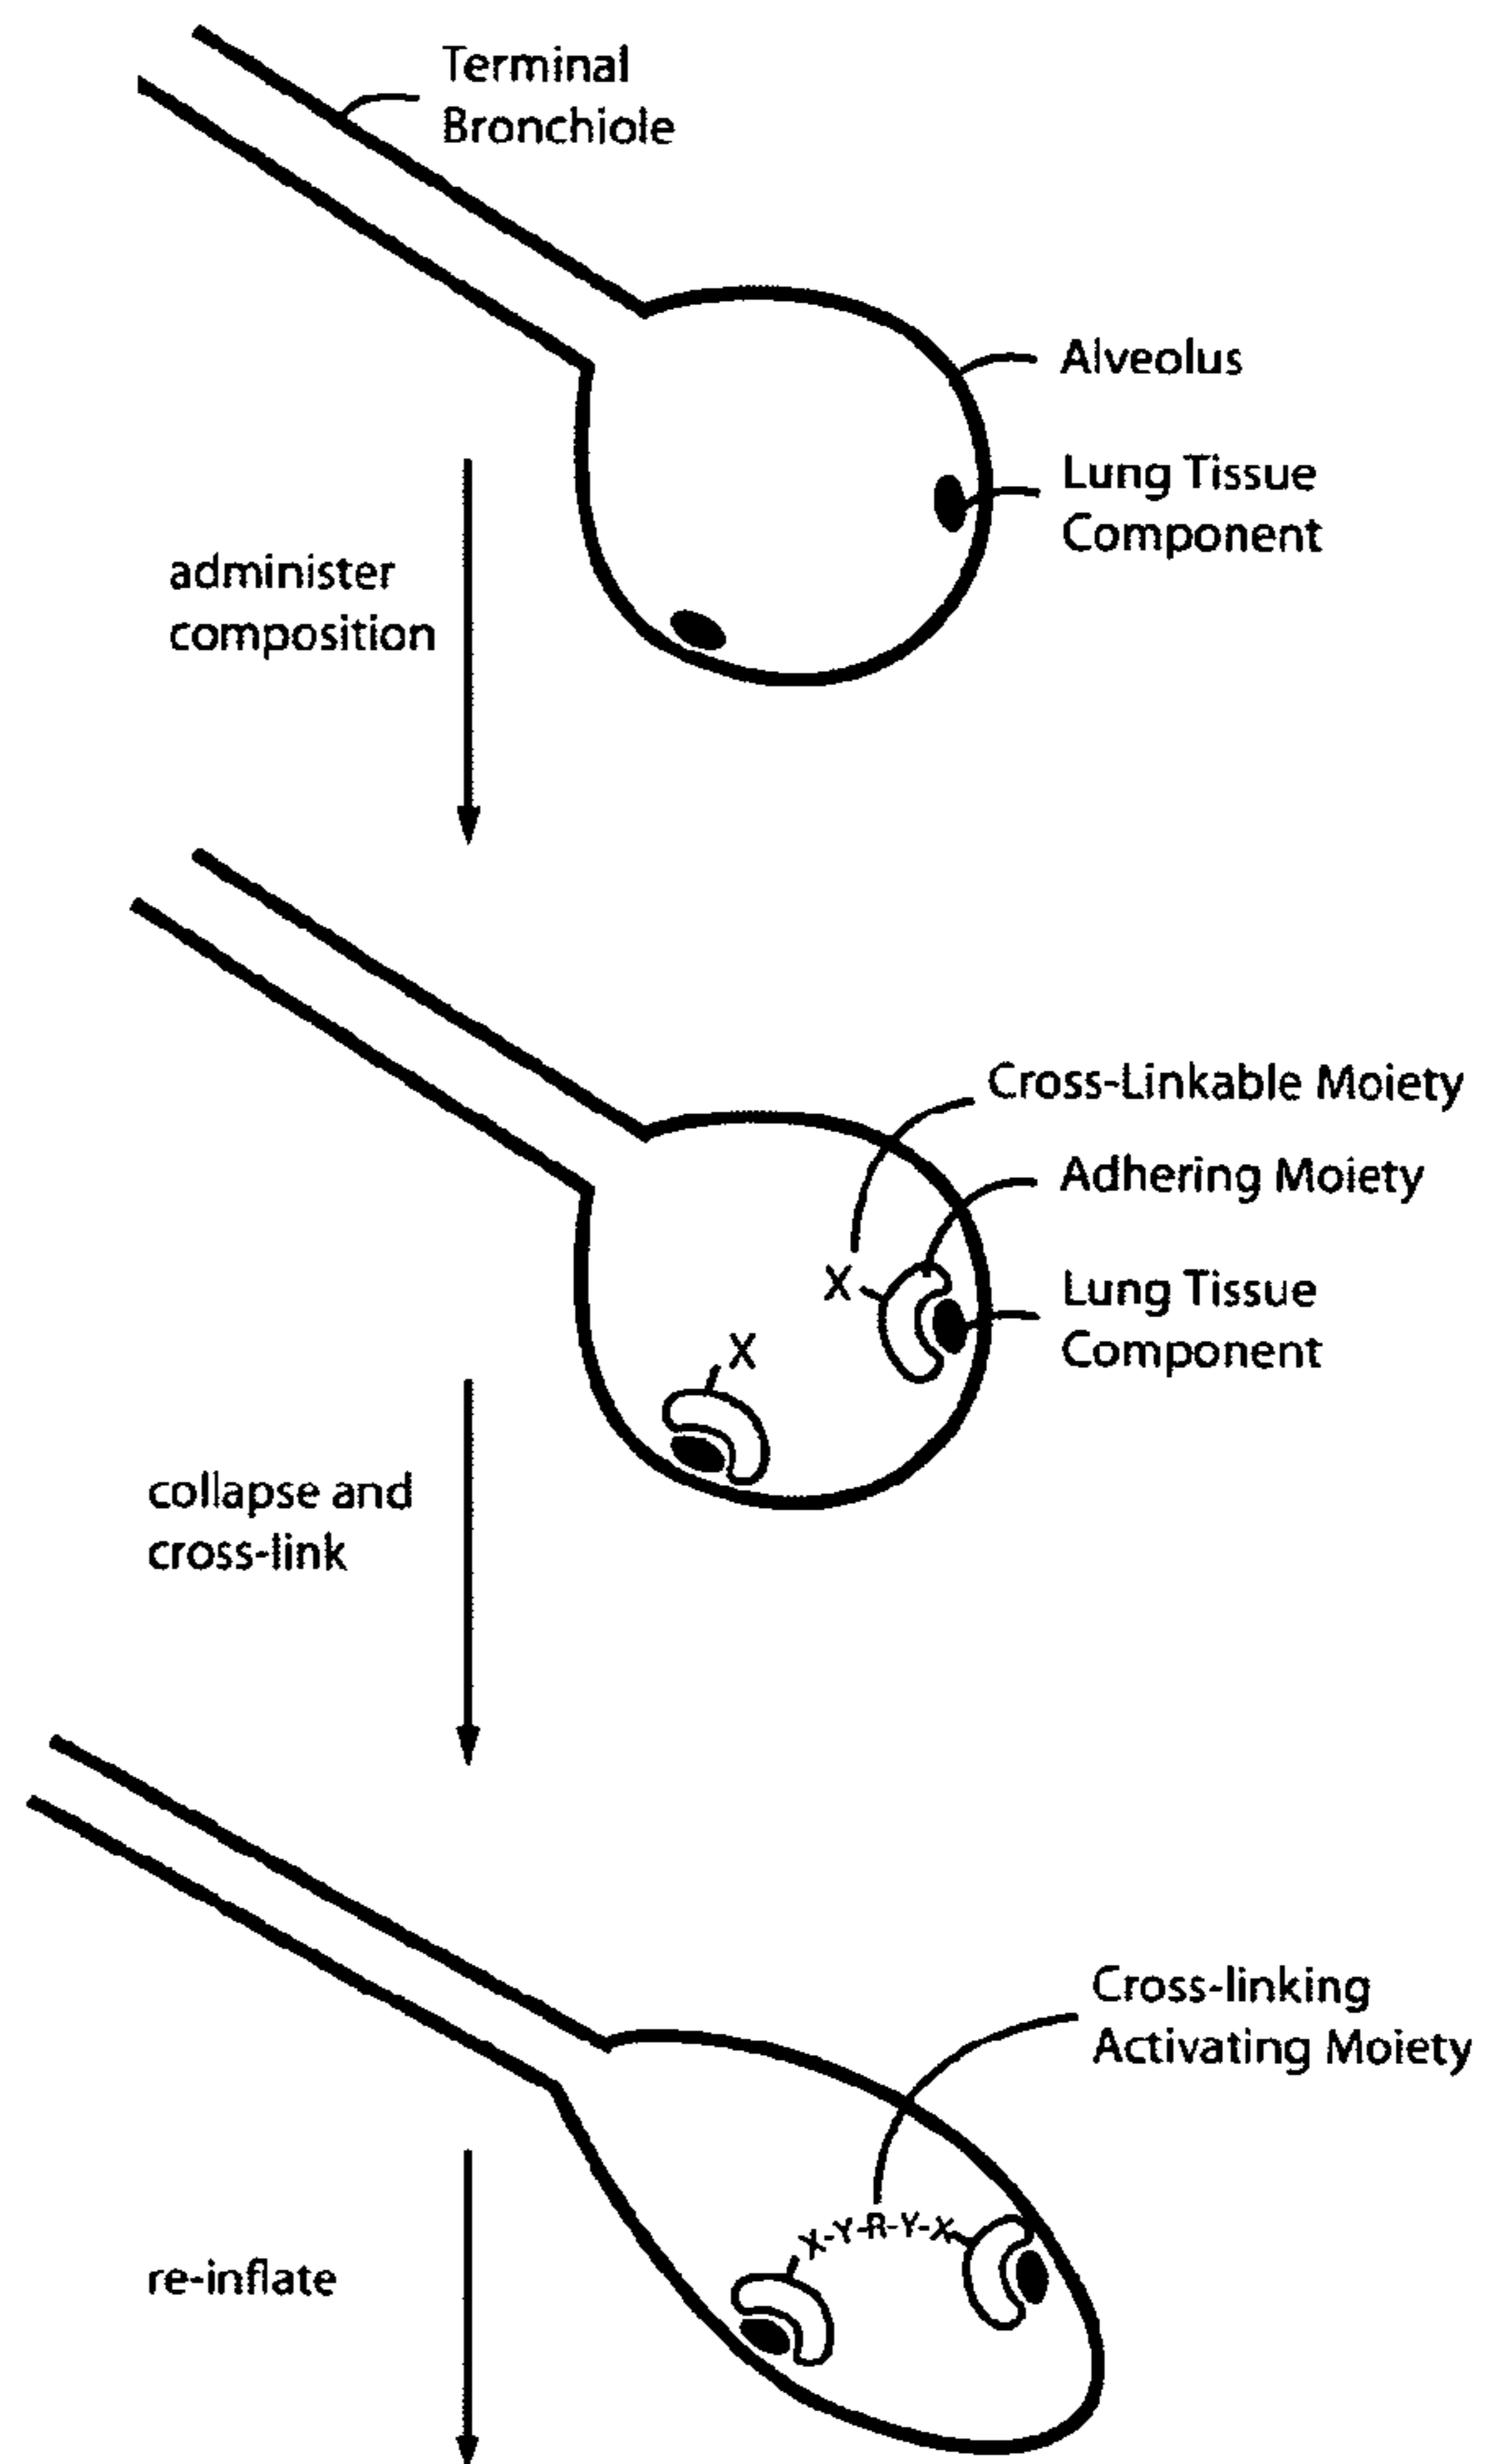 Terminal
Bronchiole
Alveolus
Lung Tissue
Component
administer
composition
Cross-Linkable Moiety
Adhering Moiety
X
Lung Tissue
Component
X
collapse and
cross-link
Cross-linking
Activating Moiety
X-Y-R-Y-X
re-inflate